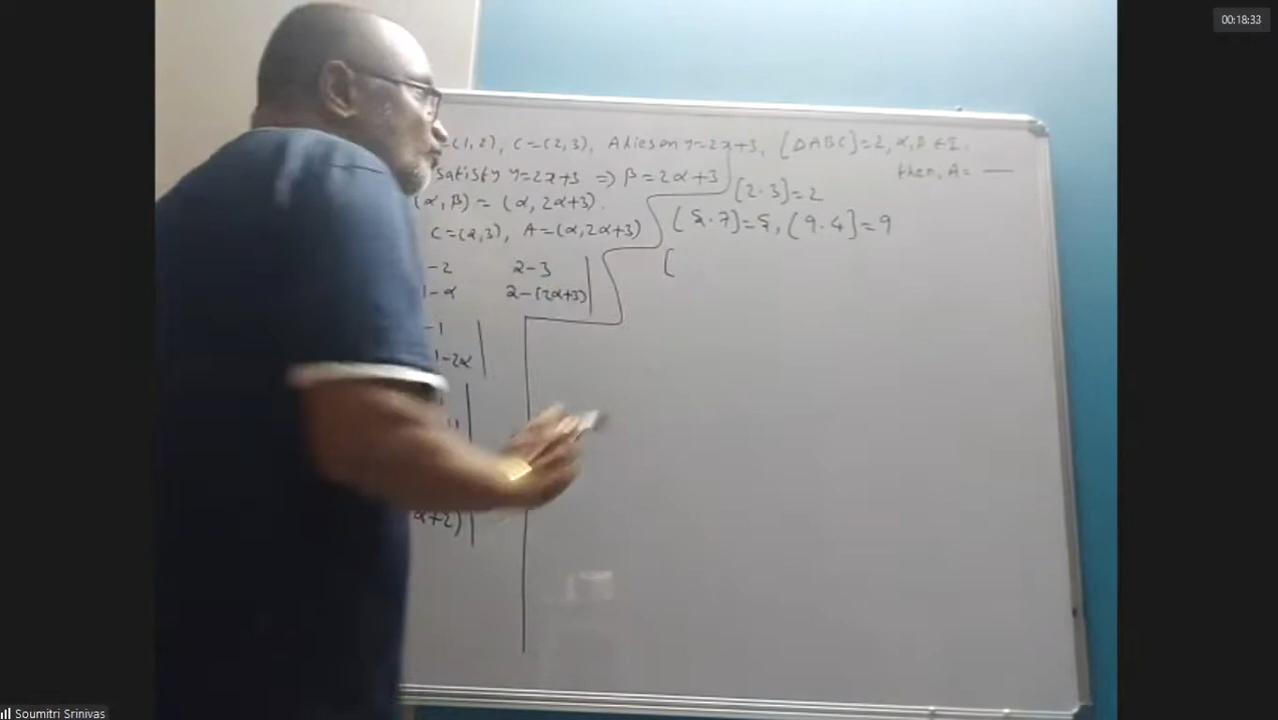 00:18:33
=(1,2), C=(2,3), A lies on y=2x+3, [ΔABC]=2, α,β ∈ I.
then, A= —
satisfy y=2x+3 => β=2α+3
[2.3]=2
(α, β) = (α, 2α+3).
C=(2,3), A=(α,2α+3)
[5.7]=5, [9.4]=9
-2 2-3
[
1-α 2-(2α+3)
-1
1-2α
α+2)
Soumitri Srinivas